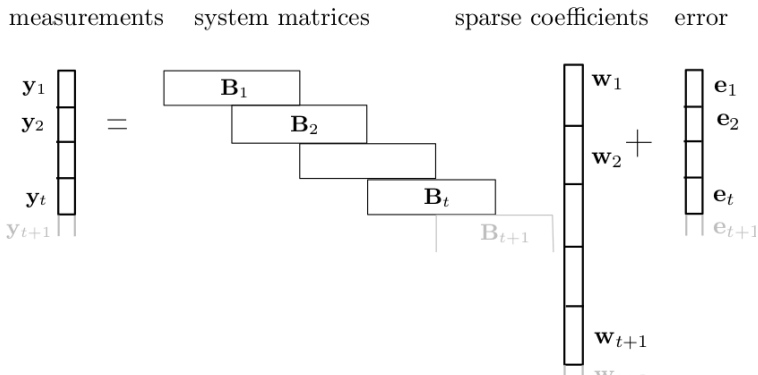 measurements system matrices sparse coefficients error
y₁ B₁ w₁ e₁
y₂ = B₂ w₂ + e₂
yₜ Bₜ eₜ
yₜ₊₁ Bₜ₊₁ eₜ₊₁
wₜ₊₁